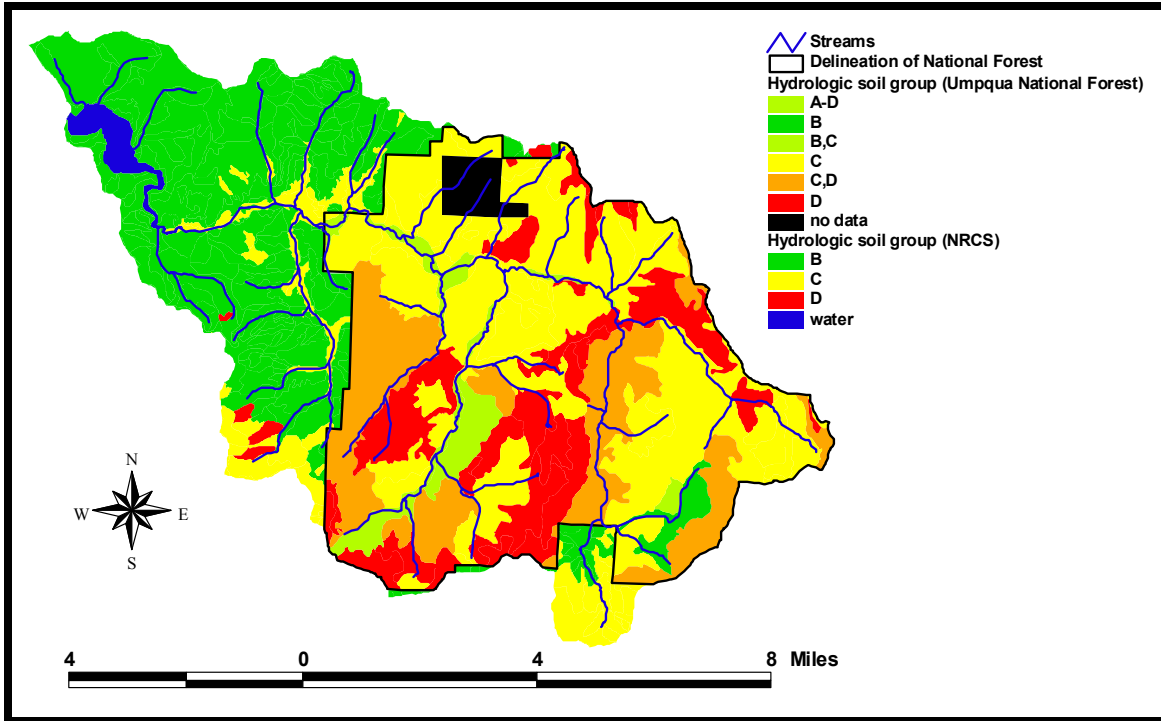 Streams
Delineation of National Forest
Hydrologic soil group (Umpqua National Forest)
A-D
B
B,C
C
C,D
D
no data
Hydrologic soil group (NRCS)
B
C
D
water
N
W E
S
4 0 4 8 Miles